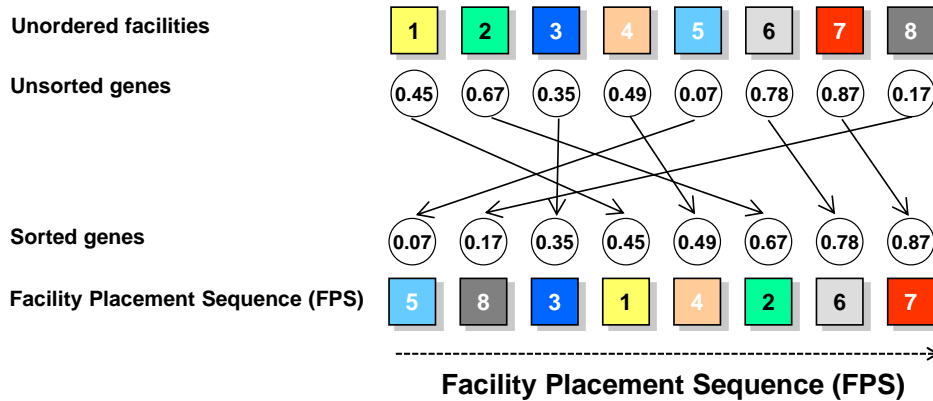 Unordered facilities 1 2 3 4 5 6 7 8
Unsorted genes 0.45 0.67 0.35 0.49 0.07 0.78 0.87 0.17
Sorted genes 0.07 0.17 0.35 0.45 0.49 0.67 0.78 0.87
Facility Placement Sequence (FPS) 5 8 3 1 4 2 6 7
Facility Placement Sequence (FPS)